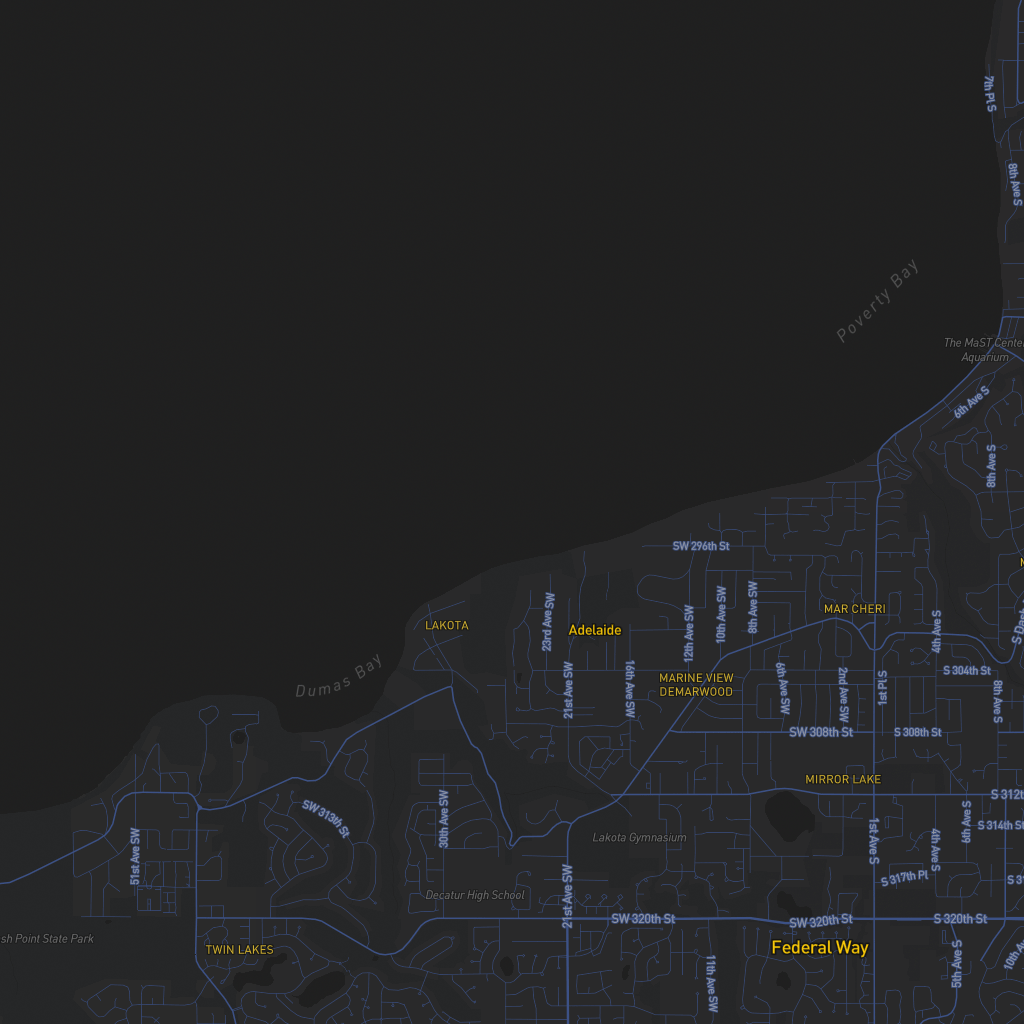 7th Pl S
8th Ave S
Poverty Bay
The MaST Center
Aquarium
6th Ave S
8th Ave S
SW 296th St
23rd Ave SW
10th Ave SW
8th Ave SW
12th Ave SW
MAR CHERI
4th Ave S
LAKOTA
Adelaide
Dumas Bay
21st Ave SW
16th Ave SW
MARINE VIEW
DEMARWOOD
6th Ave SW
2nd Ave SW
1st Pl S
S 304th St
8th Ave S
SW 308th St
S 308th St
MIRROR LAKE
S 312th
SW 313th St
30th Ave SW
51st Ave SW
Lakota Gymnasium
1st Ave S
4th Ave S
6th Ave S
S 314th St
S 317th Pl
S 31
Decatur High School
21st Ave SW
SW 320th St
SW 320th St
S 320th St
sh Point State Park
TWIN LAKES
Federal Way
11th Ave SW
5th Ave S
10th Av